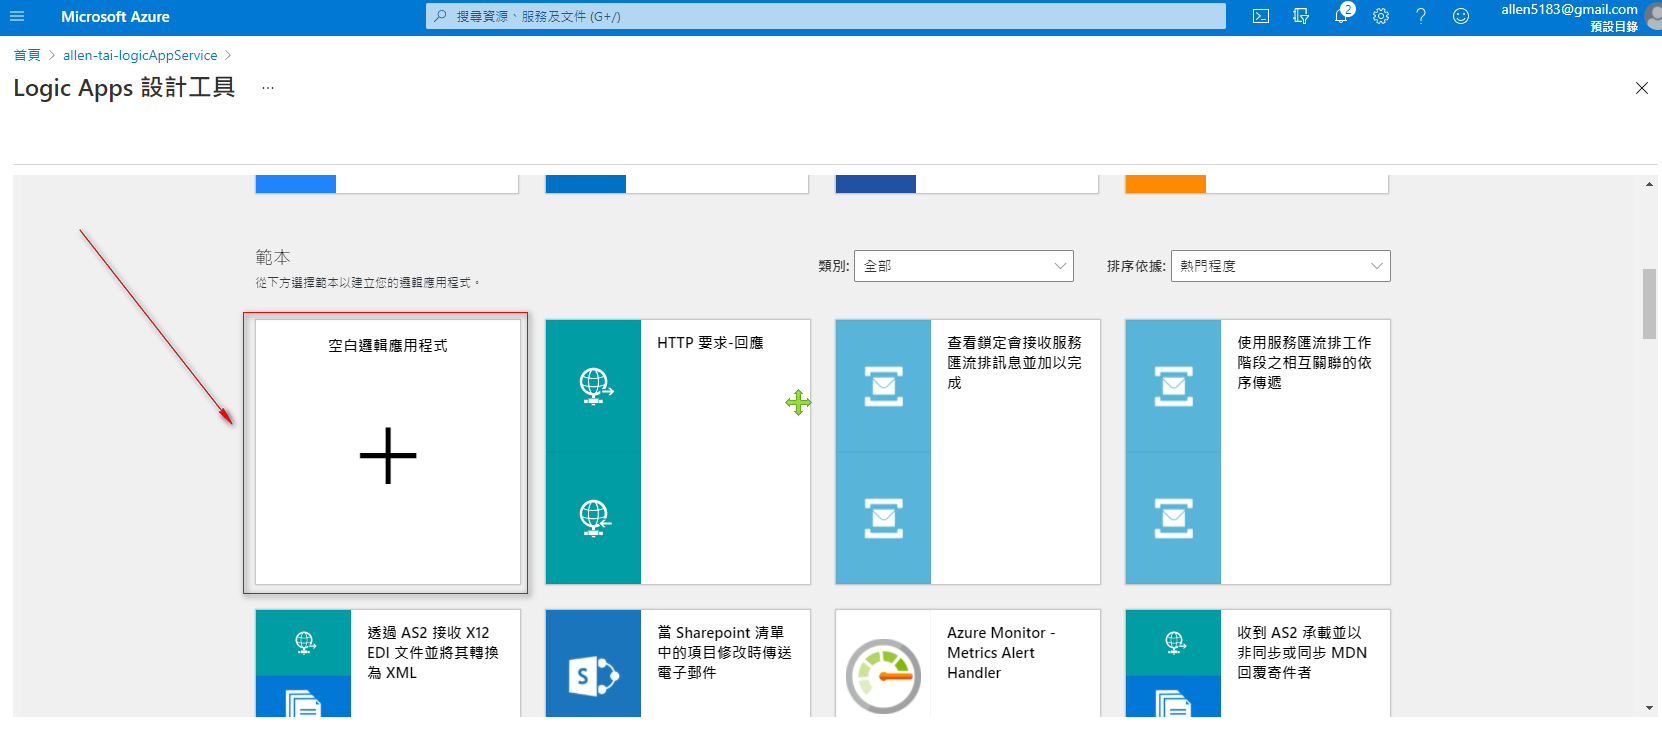 Microsoft Azure
搜尋資源、服務及文件 (G+/)
2
allen5183@gmail.com
預設目錄
首頁 > allen-tai-logicAppService >
Logic Apps 設計工具 ...
範本
從下方選擇範本以建立您的邏輯應用程式。
類別: 全部
排序依據: 熱門程度
空白邏輯應用程式
HTTP 要求-回應
查看鎖定會接收服務
匯流排訊息並加以完
成
使用服務匯流排工作
階段之相互關聯的依
序傳遞
透過 AS2 接收 X12
EDI 文件並將其轉換
為 XML
當 Sharepoint 清單
中的項目修改時傳送
電子郵件
S
Azure Monitor -
Metrics Alert
Handler
收到 AS2 承載並以
非同步或同步 MDN
回覆寄件者